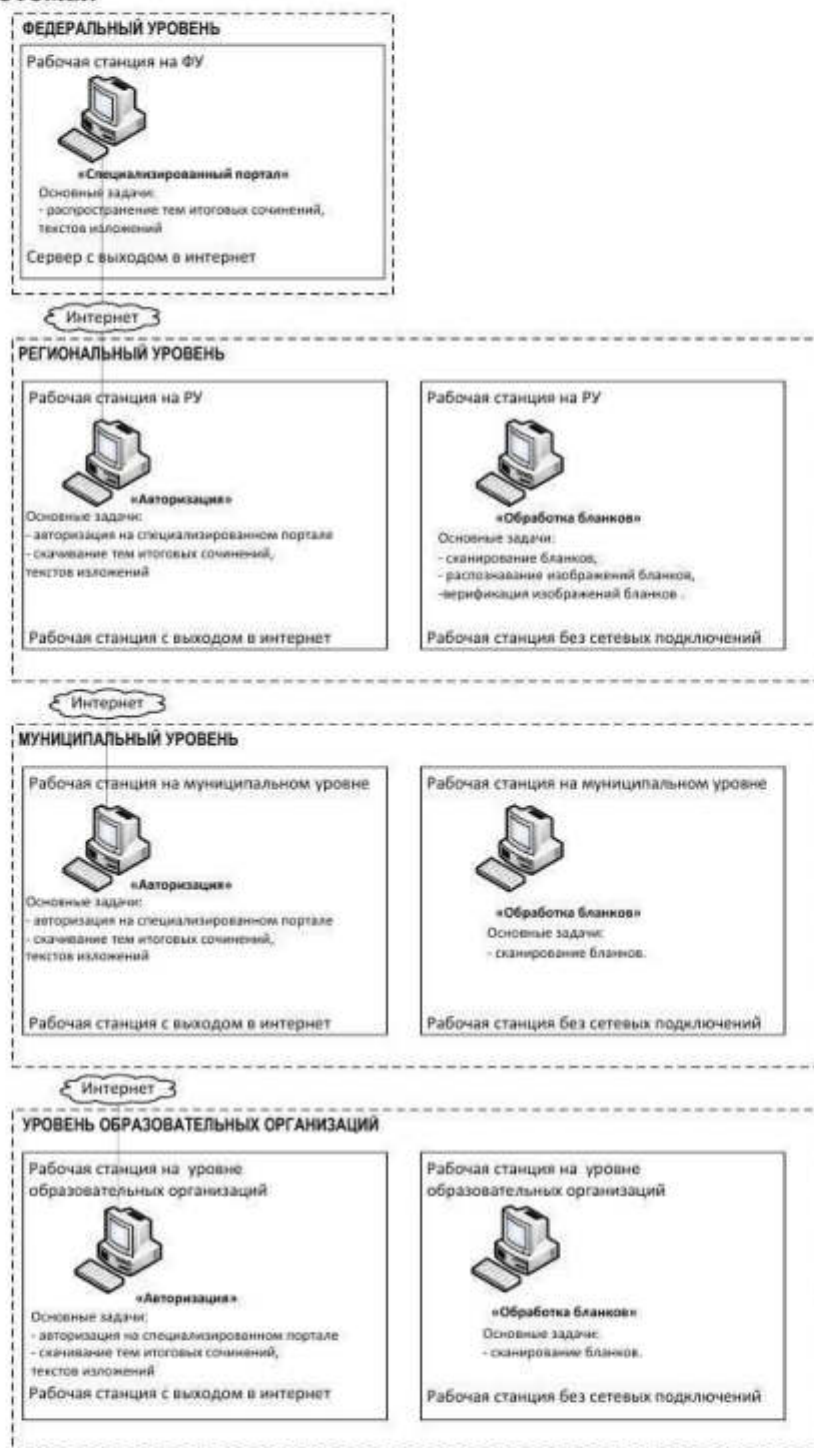 ФЕДЕРАЛЬНЫЙ УРОВЕНЬ
Рабочая станция на ФУ
«Специализированный портал»
Основные задачи:
- распространение тем итоговых сочинений,
текстов изложений
Сервер с выходом в интернет
Интернет
РЕГИОНАЛЬНЫЙ УРОВЕНЬ
Рабочая станция на РУ
«Авторизация»
Основные задачи:
- авторизация на специализированном портале
- скачивание тем итоговых сочинений,
текстов изложений
Рабочая станция с выходом в интернет
Рабочая станция на РУ
«Обработка бланков»
Основные задачи:
- сканирование бланков,
- распознавание изображений бланков,
-верификация изображений бланков .
Рабочая станция без сетевых подключений
Интернет
МУНИЦИПАЛЬНЫЙ УРОВЕНЬ
Рабочая станция на муниципальном уровне
«Авторизация»
Основные задачи:
- авторизация на специализированном портале
- скачивание тем итоговых сочинений,
текстов изложений
Рабочая станция с выходом в интернет
Рабочая станция на муниципальном уровне
«Обработка бланков»
Основные задачи:
- сканирование бланков.
Рабочая станция без сетевых подключений
Интернет
УРОВЕНЬ ОБРАЗОВАТЕЛЬНЫХ ОРГАНИЗАЦИЙ
Рабочая станция на уровне
образовательных организаций
«Авторизация»
Основные задачи:
- авторизация на специализированном портале
- скачивание тем итоговых сочинений,
текстов изложений
Рабочая станция с выходом в интернет
Рабочая станция на уровне
образовательных организаций
«Обработка бланков»
Основные задачи:
- сканирование бланков.
Рабочая станция без сетевых подключений